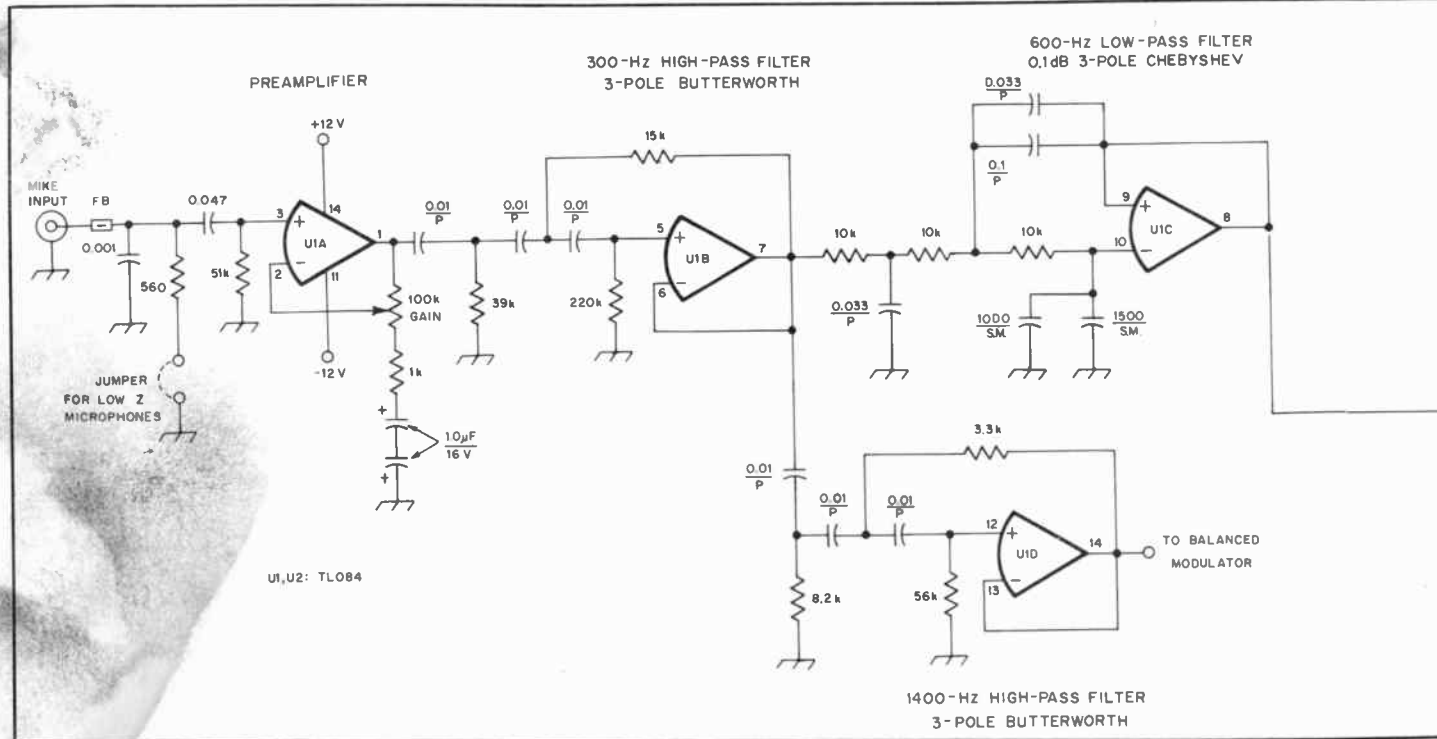 PREAMPLIFIER
300-Hz HIGH-PASS FILTER
3-POLE BUTTERWORTH
600-Hz LOW-PASS FILTER
0.1dB 3-POLE CHEBYSHEV
+12 V
MIKE
INPUT
FB
0.001
560
0.047
51k
3
+
14
U1A
1
−
2
11
-12 V
100k
GAIN
1k
+
+
1.0µF
16 V
JUMPER
FOR LOW Z
MICROPHONES
U1,U2: TL084
0.01
P
39k
0.01
P
0.01
P
15k
220k
5
+
U1B
7
−
6
10k
0.033
P
10k
0.033
P
0.1
P
10k
1000
S.M.
1500
S.M.
9
+
U1C
8
10
−
0.01
P
8.2k
0.01
P
0.01
P
3.3k
56k
12
+
U1D
14
−
13
TO BALANCED
MODULATOR
1400-Hz HIGH-PASS FILTER
3-POLE BUTTERWORTH